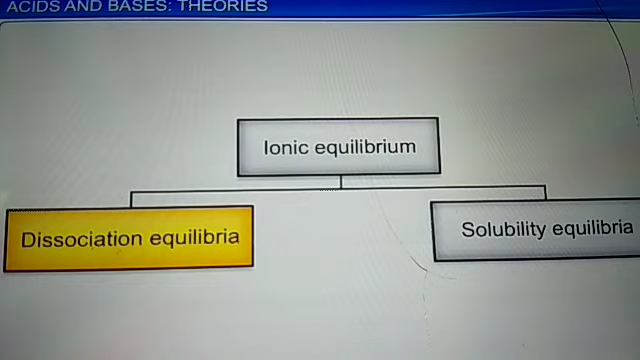 ACIDS AND BASES: THEORIES
Ionic equilibrium
Dissociation equilibria
Solubility equilibria